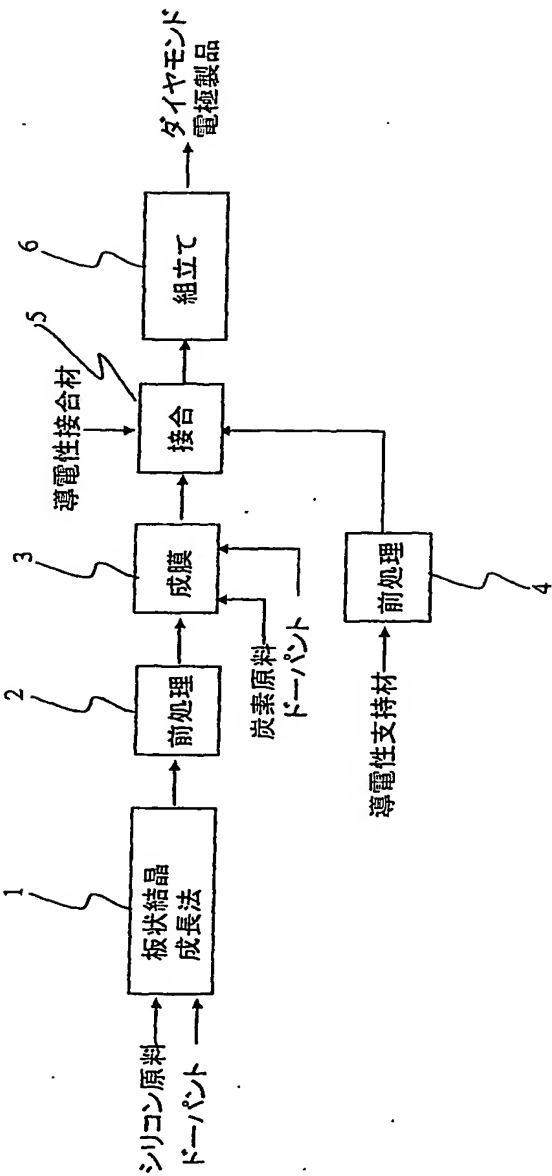 シリコン原料
ドーパント
1
板状結晶
成長法
2
前処理
3
成膜
炭素原料
ドーパント
導電性接合材
5
接合
6
組立て
ダイヤモンド
電極製品
導電性支持材
前処理
4